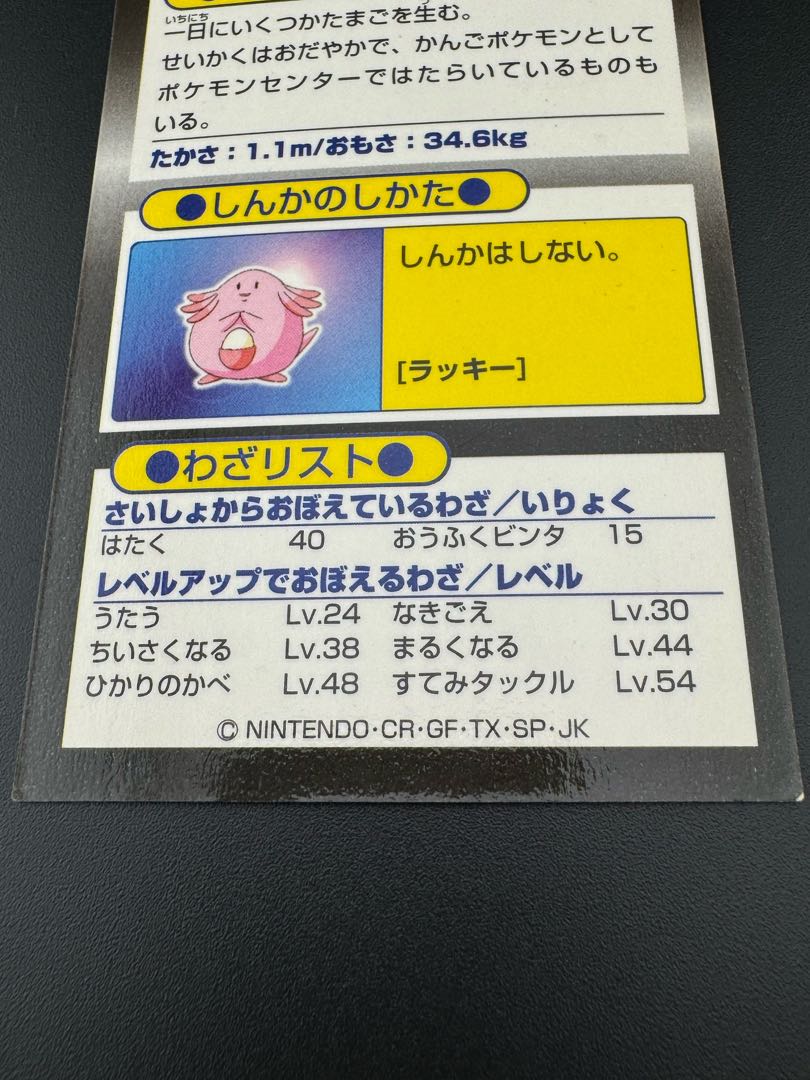 一日にいくつかたまごを生む。
いちにち
せいかくはおだやかで、かんごポケモンとして
ポケモンセンターではたらいているものも
いる。
たかさ：1.1m/おもさ：34.6kg
●しんかのしかた●
しんかはしない。
[ラッキー]
●わざリスト●
さいしょからおぼえているわざ／いりょく
はたく 40 おうふくビンタ 15
レベルアップでおぼえるわざ／レベル
うたう Lv.24 なきごえ Lv.30
ちいさくなる Lv.38 まるくなる Lv.44
ひかりのかべ Lv.48 すてみタックル Lv.54
© NINTENDO・CR・GF・TX・SP・JK